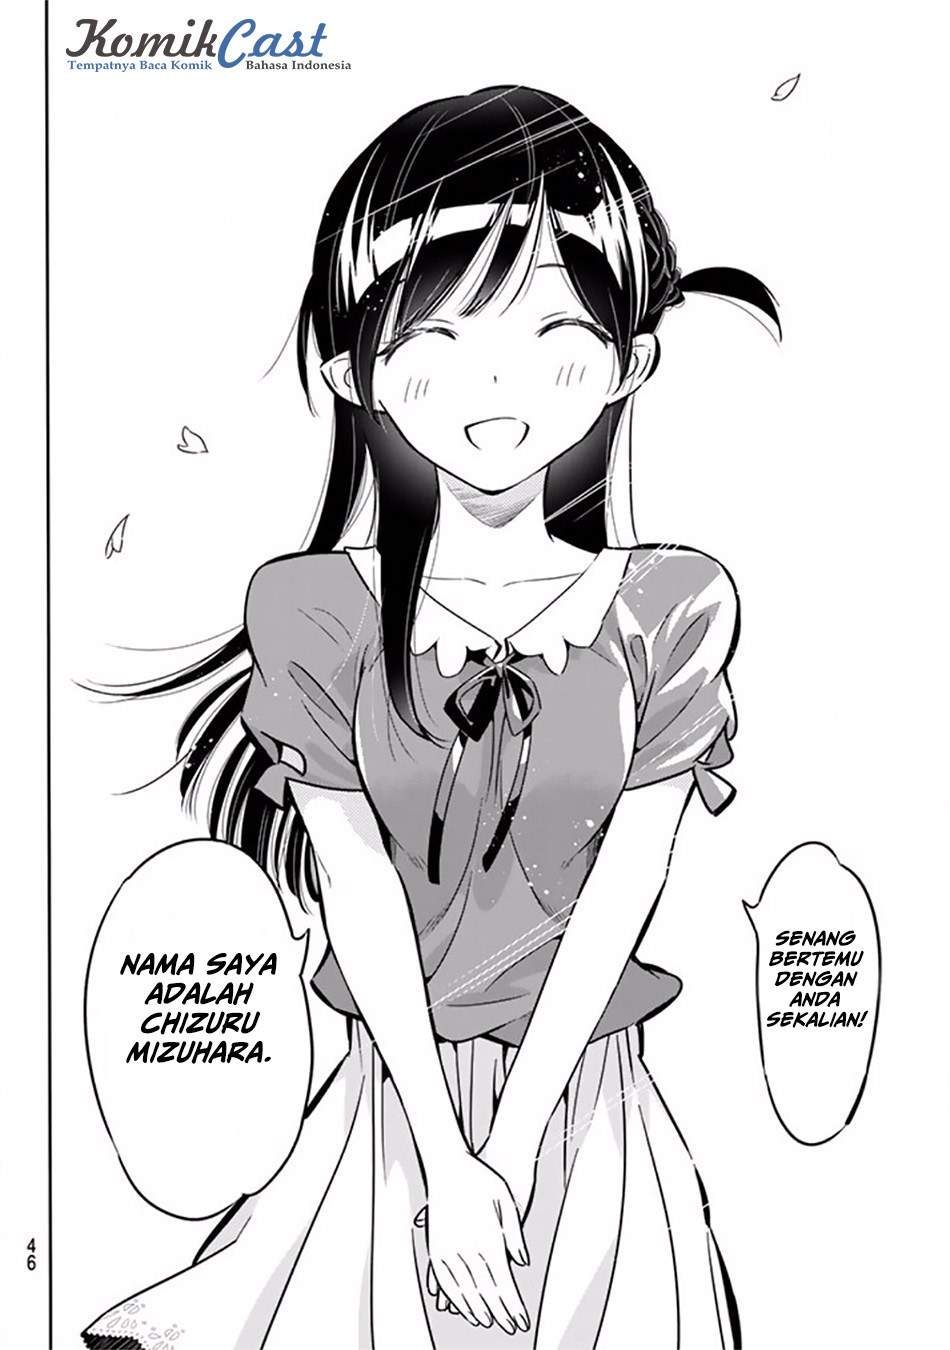 KomikCast
Tempatnya Baca Komik Bahasa Indonesia
SENANG
BERTEMU
DENGAN
ANDA
SEKALIAN!
NAMA SAYA
ADALAH
CHIZURU
MIZUHARA.
46